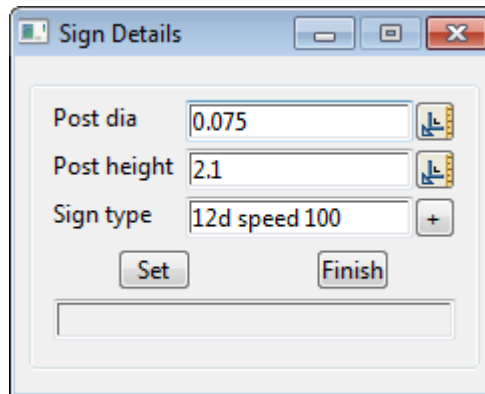 Sign Details
Post dia 0.075
Post height 2.1
Sign type 12d speed 100 +
Set Finish